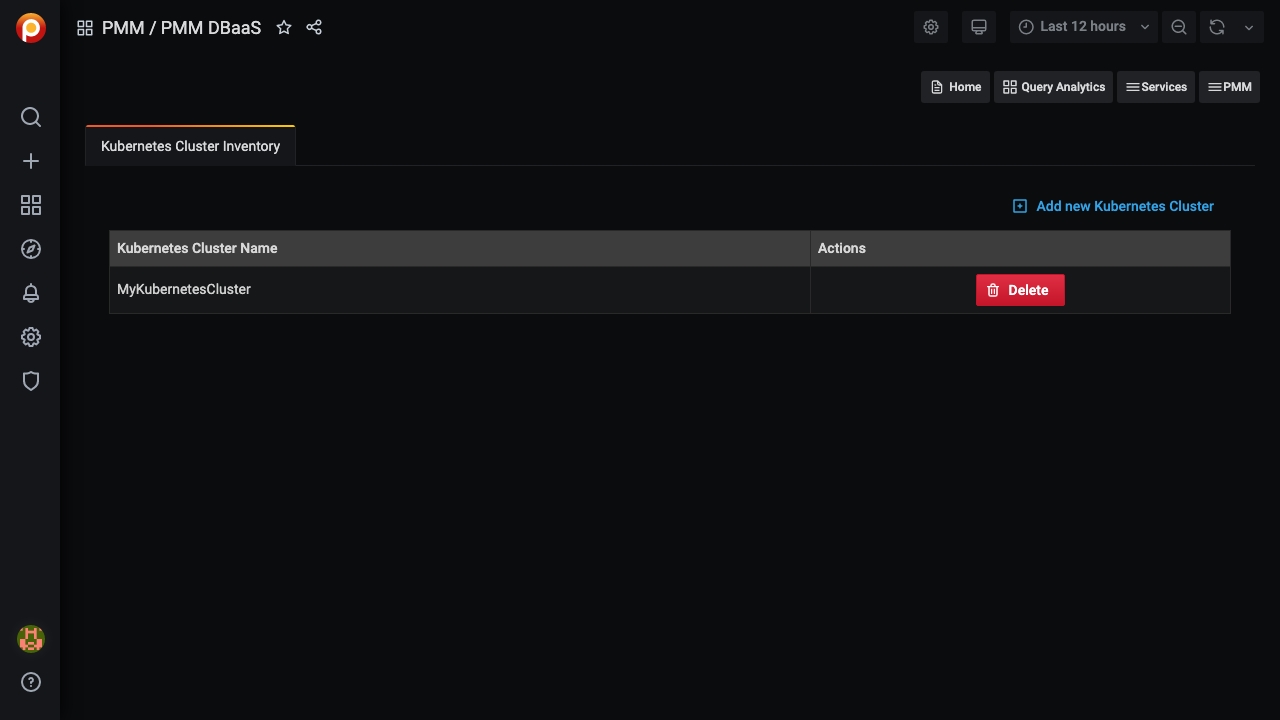 PMM / PMM DBaaS
Last 12 hours
Home
Query Analytics
Services
PMM
Kubernetes Cluster Inventory
Add new Kubernetes Cluster
Kubernetes Cluster Name
Actions
MyKubernetesCluster
Delete